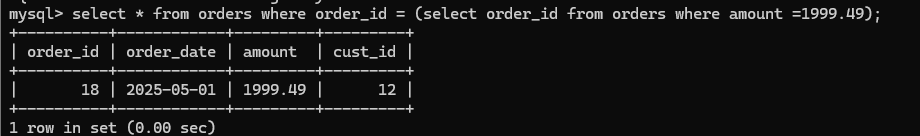 mysql> select * from orders where order_id = (select order_id from orders where amount =1999.49);
+----------+------------+---------+---------+
| order_id | order_date | amount  | cust_id |
+----------+------------+---------+---------+
|       18 | 2025-05-01 | 1999.49 |      12 |
+----------+------------+---------+---------+
1 row in set (0.00 sec)